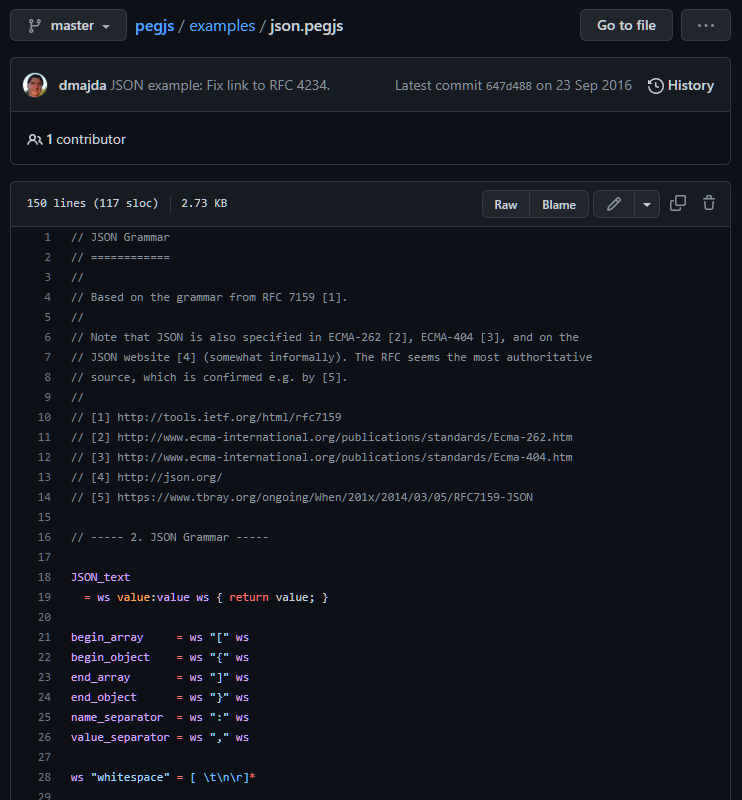 master pegjs / examples / json.pegjs Go to file ...
dmajda JSON example: Fix link to RFC 4234. Latest commit 647d488 on 23 Sep 2016 History
1 contributor
150 lines (117 sloc) 2.73 KB Raw Blame
1 // JSON Grammar
2 // ============
3 //
4 // Based on the grammar from RFC 7159 [1].
5 //
6 // Note that JSON is also specified in ECMA-262 [2], ECMA-404 [3], and on the
7 // JSON website [4] (somewhat informally). The RFC seems the most authoritative
8 // source, which is confirmed e.g. by [5].
9 //
10 // [1] http://tools.ietf.org/html/rfc7159
11 // [2] http://www.ecma-international.org/publications/standards/Ecma-262.htm
12 // [3] http://www.ecma-international.org/publications/standards/Ecma-404.htm
13 // [4] http://json.org/
14 // [5] https://www.tbray.org/ongoing/When/201x/2014/03/05/RFC7159-JSON
15
16 // ----- 2. JSON Grammar -----
17
18 JSON_text
19   = ws value:value ws { return value; }
20
21 begin_array     = ws "[" ws
22 begin_object    = ws "{" ws
23 end_array       = ws "]" ws
24 end_object      = ws "}" ws
25 name_separator  = ws ":" ws
26 value_separator = ws "," ws
27
28 ws "whitespace" = [ \t\n\r]*
29